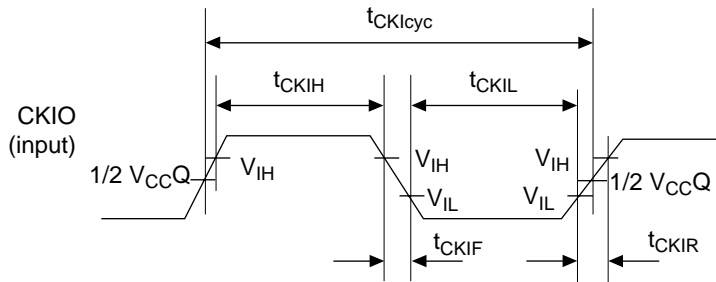 tCKIcyc
tCKIH
tCKIL
CKIO
(input)
1/2 VCCQ
VIH
VIH
VIL
VIH
VIL
1/2 VCCQ
tCKIF
tCKIR